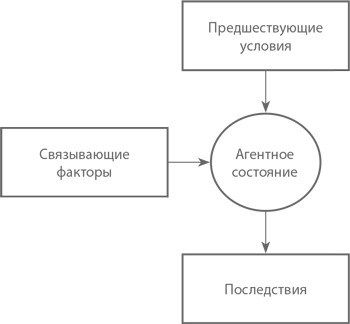 Предшествующие
условия
Связывающие
факторы
Агентное
состояние
Последствия